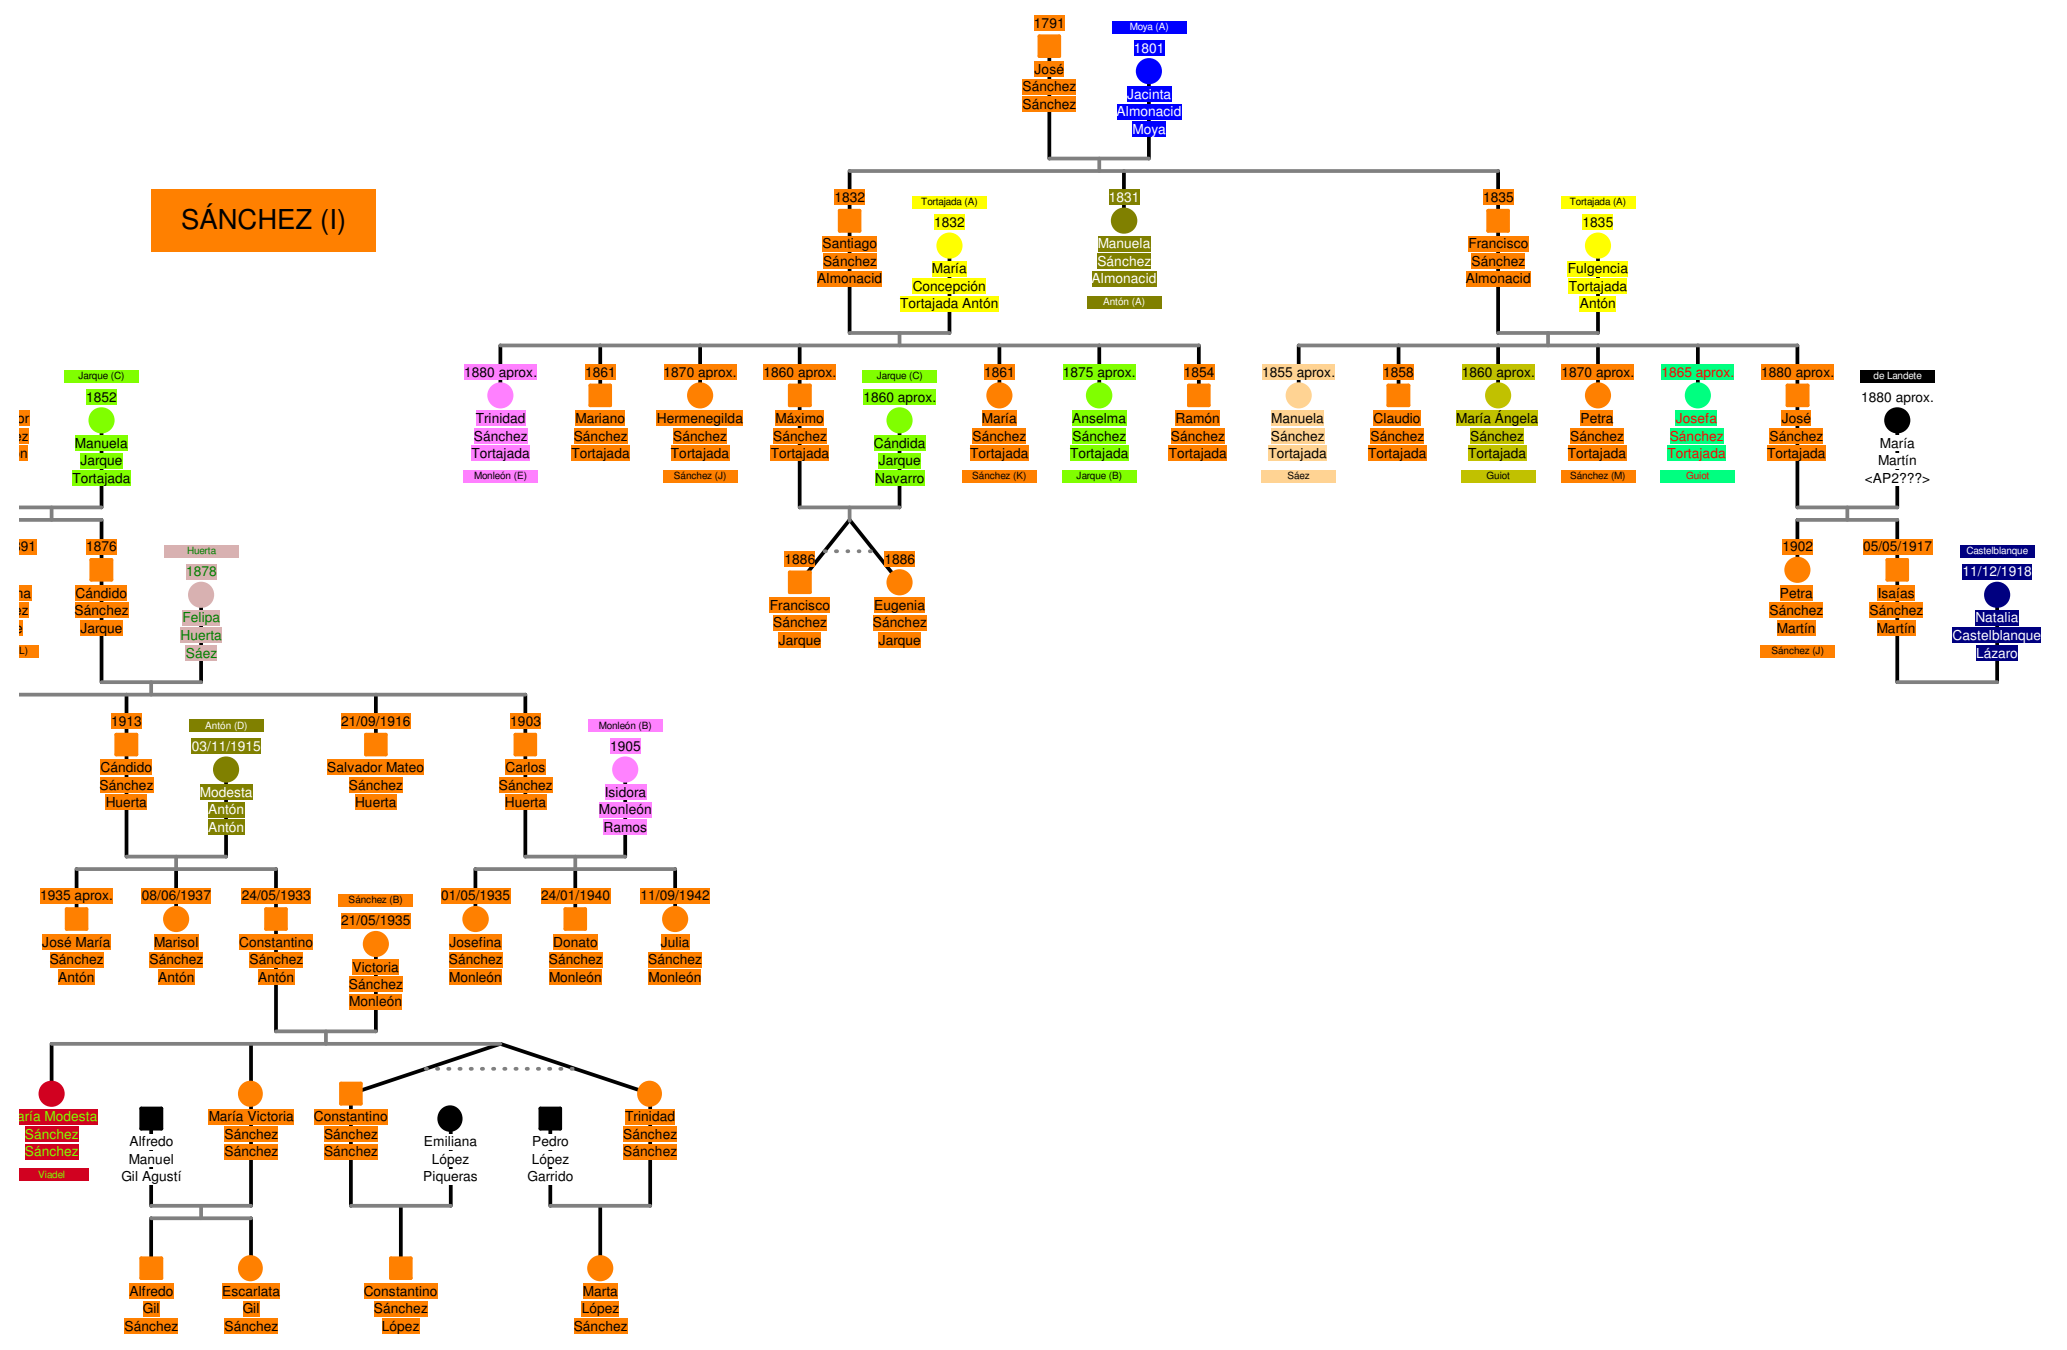 1791
José
Sánchez
Sánchez
Moya (A)
1801
Jacinta
Almonacid
Moya
SÁNCHEZ (I)
1832
Santiago
Sánchez
Almonacid
Tortajada (A)
1832
María
Concepción
Tortajada Antón
1831
Manuela
Sánchez
Almonacid
Antón (A)
1835
Francisco
Sánchez
Almonacid
Tortajada (A)
1835
Fulgencia
Tortajada
Antón
Jarque (C)
1852
Manuela
Jarque
Tortajada
1880 aprox.
Trinidad
Sánchez
Tortajada
Monleón (E)
1861
Mariano
Sánchez
Tortajada
1870 aprox.
Hermenegilda
Sánchez
Tortajada
Sánchez (J)
1860 aprox.
Máximo
Sánchez
Tortajada
Jarque (C)
1860 aprox.
Cándida
Jarque
Navarro
1861
María
Sánchez
Tortajada
Sánchez (K)
1875 aprox.
Anselma
Sánchez
Tortajada
Jarque (B)
1854
Ramón
Sánchez
Tortajada
1855 aprox.
Manuela
Sánchez
Tortajada
Sáez
1858
Claudio
Sánchez
Tortajada
1860 aprox.
María Ángela
Sánchez
Tortajada
Guiot
1870 aprox.
Petra
Sánchez
Tortajada
Sánchez (M)
1865 aprox.
Josefa
Sánchez
Tortajada
Guiot
1880 aprox.
José
Sánchez
Tortajada
de Landete
1880 aprox.
María
Martín
<AP2???>
1876
Cándido
Sánchez
Jarque
Huerta
1878
Felipa
Huerta
Sáez
1886
Francisco
Sánchez
Jarque
1886
Eugenia
Sánchez
Jarque
1902
Petra
Sánchez
Martín
Sánchez (J)
05/05/1917
Isaías
Sánchez
Martín
Castelblanque
11/12/1918
Natalia
Castelblanque
Lázaro
1913
Cándido
Sánchez
Huerta
Antón (D)
03/11/1915
Modesta
Antón
Antón
21/09/1916
Salvador Mateo
Sánchez
Huerta
1903
Carlos
Sánchez
Huerta
Monleón (B)
1905
Isidora
Monleón
Ramos
1935 aprox.
José María
Sánchez
Antón
08/06/1937
Marisol
Sánchez
Antón
24/05/1933
Constantino
Sánchez
Antón
Sánchez (B)
21/05/1935
Victoria
Sánchez
Monleón
01/05/1935
Josefina
Sánchez
Monleón
24/01/1940
Donato
Sánchez
Monleón
11/09/1942
Julia
Sánchez
Monleón
Modesta
Sánchez
Sánchez
Viadel
Alfredo
Manuel
Gil Agustí
María Victoria
Sánchez
Sánchez
Constantino
Sánchez
Sánchez
Emiliana
López
Piqueras
Pedro
López
Garrido
Trinidad
Sánchez
Sánchez
Alfredo
Gil
Sánchez
Escarlata
Gil
Sánchez
Constantino
Sánchez
López
Marta
López
Sánchez